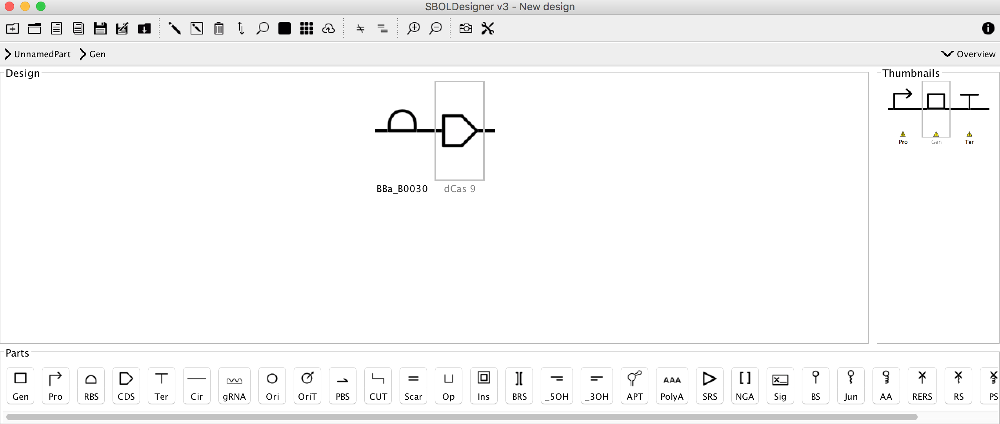 SBOLDesigner v3 - New design
UnnamedPart Gen Overview
Design
BBa_B0030 dCas 9
Thumbnails
Pro Gen Ter
Parts
Gen Pro RBS CDS Ter Cir gRNA Ori OriT PBS CUT Scar Op Ins BRS _5OH _3OH APT PolyA SRS NGA Sig BS Jun AA RERS RS PS